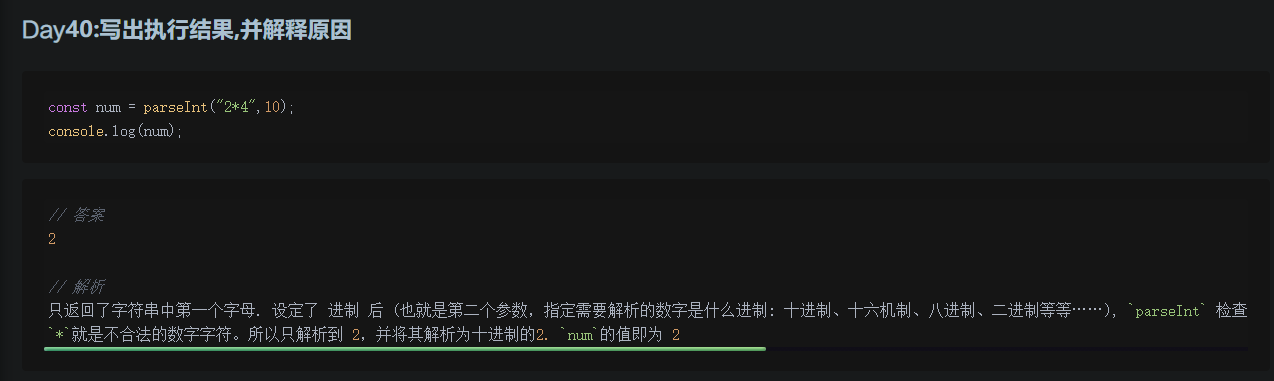 Day40:写出执行结果,并解释原因
const num = parseInt("2*4",10);
console.log(num);
// 答案
2
// 解析
只返回了字符串中第一个字母. 设定了 进制 后 (也就是第二个参数，指定需要解析的数字是什么进制: 十进制、十六机制、八进制、二进制等等……), `parseInt` 检查
`*`就是不合法的数字字符。所以只解析到 2，并将其解析为十进制的2. `num`的值即为 2